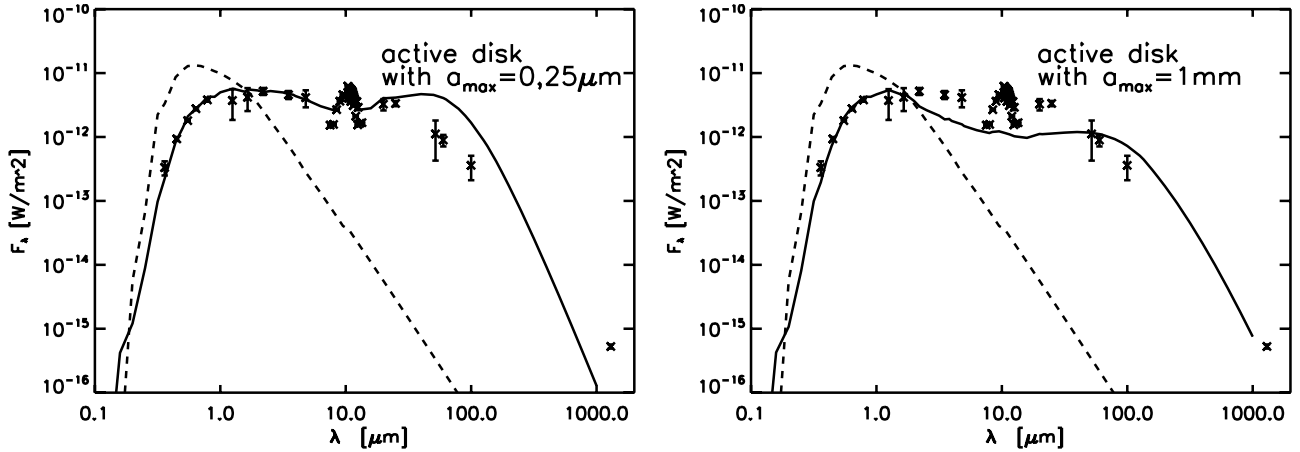 10⁻¹⁰
10⁻¹¹
10⁻¹²
10⁻¹³
10⁻¹⁴
10⁻¹⁵
10⁻¹⁶
F_λ [W/m^2]
active disk
with a_max=0,25μm
0.1 1.0 10.0 100.0 1000.0
λ [μm]
10⁻¹⁰
10⁻¹¹
10⁻¹²
10⁻¹³
10⁻¹⁴
10⁻¹⁵
10⁻¹⁶
F_λ [W/m^2]
active disk
with a_max=1mm
0.1 1.0 10.0 100.0 1000.0
λ [μm]